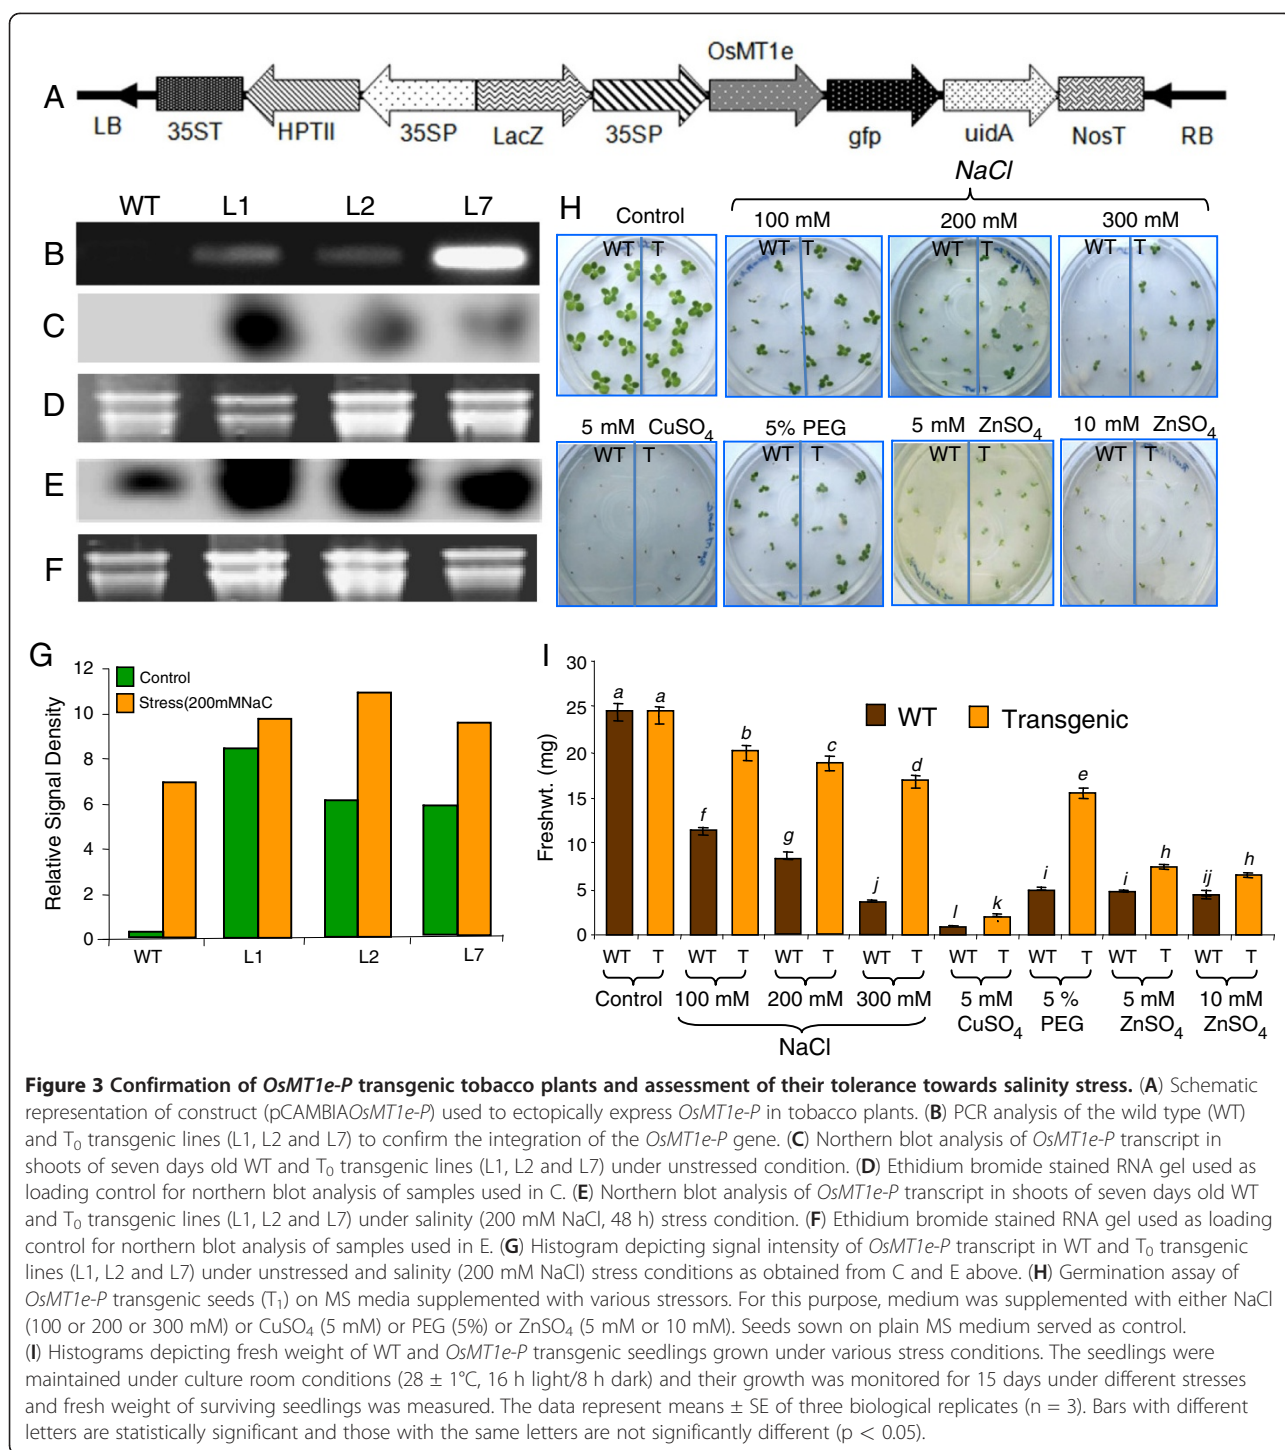 OsMT1e
A
LB 35ST HPTII 35SP LacZ 35SP gfp uidA NosT RB
WT L1 L2 L7
B
C
D
E
F
H
NaCl
Control 100 mM 200 mM 300 mM
WT T WT T WT T WT T
5 mM CuSO4 5% PEG 5 mM ZnSO4 10 mM ZnSO4
WT T WT T WT T WT T
G
Relative Signal Density
12
10
8
6
4
2
0
Control
Stress(200mMNaC
WT L1 L2 L7
I
Freshwt. (mg)
30
25
20
15
10
5
0
WT Transgenic
a a f b g c j d l k i e i h ij h
WT T WT T WT T WT T WT T WT T WT T WT T
Control 100 mM 200 mM 300 mM 5 mM CuSO4 5 % PEG 5 mM ZnSO4 10 mM ZnSO4
NaCl
Figure 3 Confirmation of OsMT1e-P transgenic tobacco plants and assessment of their tolerance towards salinity stress. (A) Schematic
representation of construct (pCAMBIAOsMT1e-P) used to ectopically express OsMT1e-P in tobacco plants. (B) PCR analysis of the wild type (WT)
and T0 transgenic lines (L1, L2 and L7) to confirm the integration of the OsMT1e-P gene. (C) Northern blot analysis of OsMT1e-P transcript in
shoots of seven days old WT and T0 transgenic lines (L1, L2 and L7) under unstressed condition. (D) Ethidium bromide stained RNA gel used as
loading control for northern blot analysis of samples used in C. (E) Northern blot analysis of OsMT1e-P transcript in shoots of seven days old WT
and T0 transgenic lines (L1, L2 and L7) under salinity (200 mM NaCl, 48 h) stress condition. (F) Ethidium bromide stained RNA gel used as loading
control for northern blot analysis of samples used in E. (G) Histogram depicting signal intensity of OsMT1e-P transcript in WT and T0 transgenic
lines (L1, L2 and L7) under unstressed and salinity (200 mM NaCl) stress conditions as obtained from C and E above. (H) Germination assay of
OsMT1e-P transgenic seeds (T1) on MS media supplemented with various stressors. For this purpose, medium was supplemented with either NaCl
(100 or 200 or 300 mM) or CuSO4 (5 mM) or PEG (5%) or ZnSO4 (5 mM or 10 mM). Seeds sown on plain MS medium served as control.
(I) Histograms depicting fresh weight of WT and OsMT1e-P transgenic seedlings grown under various stress conditions. The seedlings were
maintained under culture room conditions (28 ± 1°C, 16 h light/8 h dark) and their growth was monitored for 15 days under different stresses
and fresh weight of surviving seedlings was measured. The data represent means ± SE of three biological replicates (n = 3). Bars with different
letters are statistically significant and those with the same letters are not significantly different (p < 0.05).